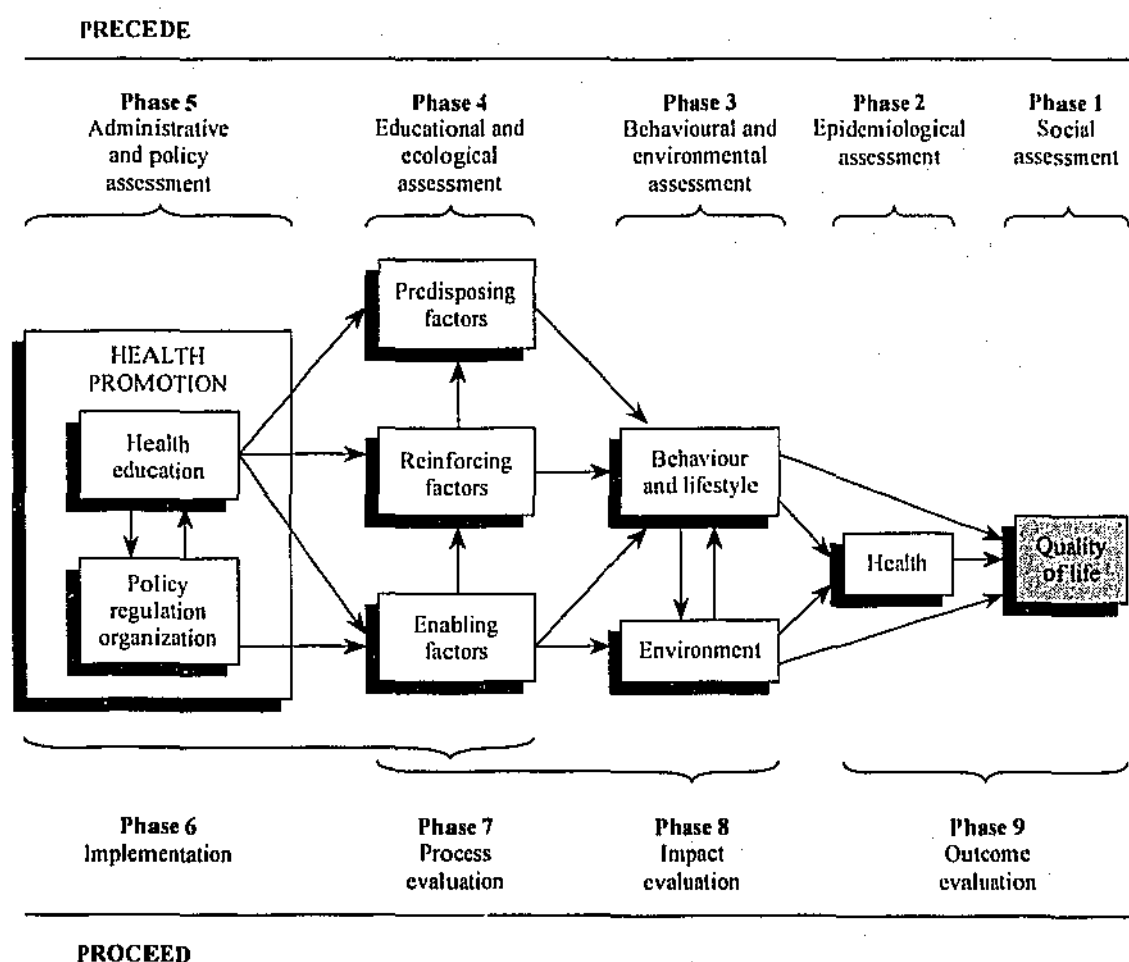 PRECEDE
Phase 5
Administrative
and policy
assessment
Phase 4
Educational and
ecological
assessment
Phase 3
Behavioural and
environmental
assessment
Phase 2
Epidemiological
assessment
Phase 1
Social
assessment
HEALTH
PROMOTION
Health
education
Policy
regulation
organization
Predisposing
factors
Reinforcing
factors
Enabling
factors
Behaviour
and lifestyle
Environment
Health
Quality
of life
Phase 6
Implementation
Phase 7
Process
evaluation
Phase 8
Impact
evaluation
Phase 9
Outcome
evaluation
PROCEED